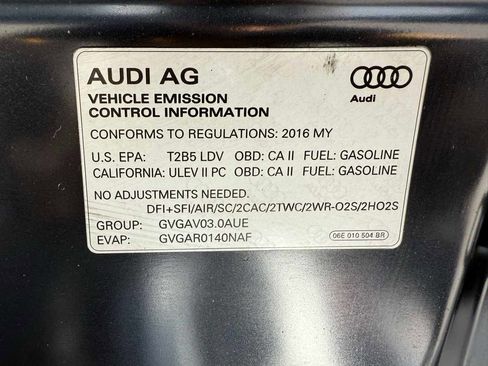 AUDI AG
Audi
VEHICLE EMISSION
CONTROL INFORMATION
CONFORMS TO REGULATIONS: 2016 MY
U.S. EPA: T2B5 LDV OBD: CA II FUEL: GASOLINE
CALIFORNIA: ULEV II PC OBD: CA II FUEL: GASOLINE
NO ADJUSTMENTS NEEDED.
DFI+SFI/AIR/SC/2CAC/2TWC/2WR-O2S/2HO2S
GROUP: GVGAV03.0AUE
EVAP: GVGAR0140NAF
06E 010 504 BR